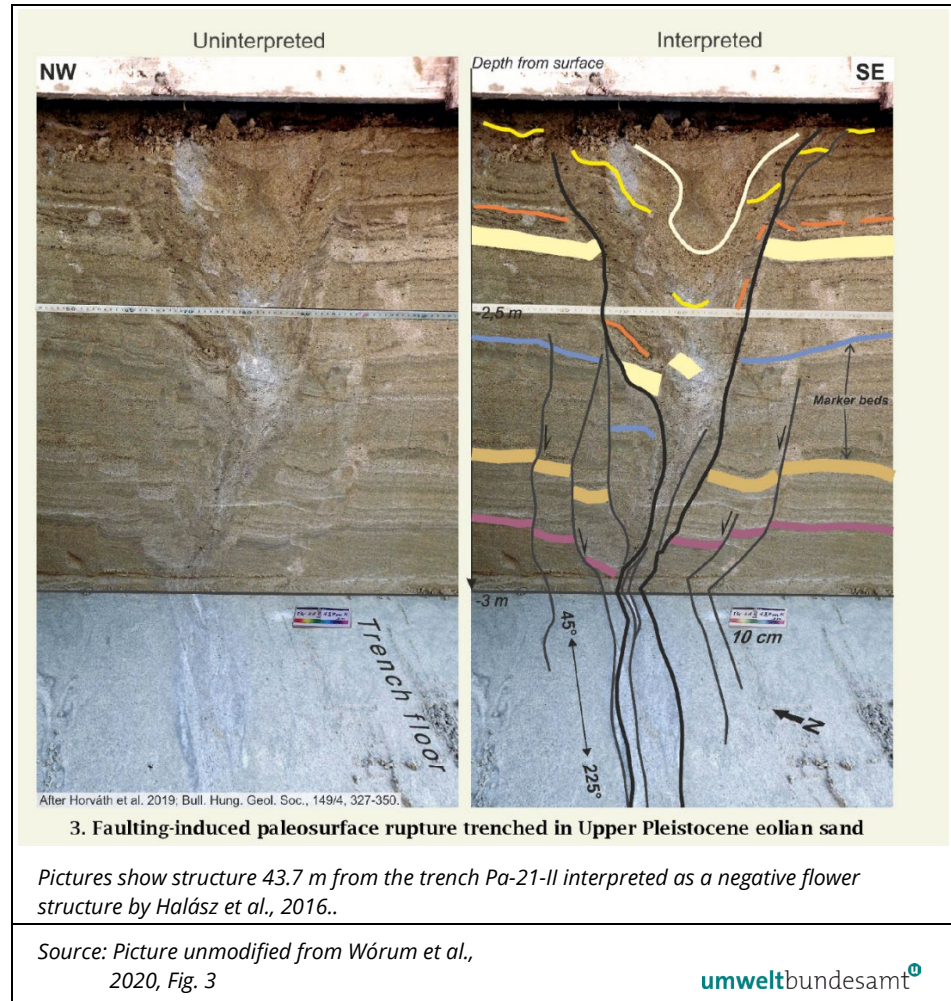 Uninterpreted
Interpreted
NW
Depth from surface
SE
-2,5 m
Marker beds
-3 m
10 cm
45°
225°
N
Trench floor
After Horváth et al. 2019; Bull. Hung. Geol. Soc., 149/4, 327-350.
3. Faulting-induced paleosurface rupture trenched in Upper Pleistocene eolian sand
Pictures show structure 43.7 m from the trench Pa-21-II interpreted as a negative flower
structure by Halász et al., 2016..
Source: Picture unmodified from Wórum et al.,
2020, Fig. 3
umweltbundesamt